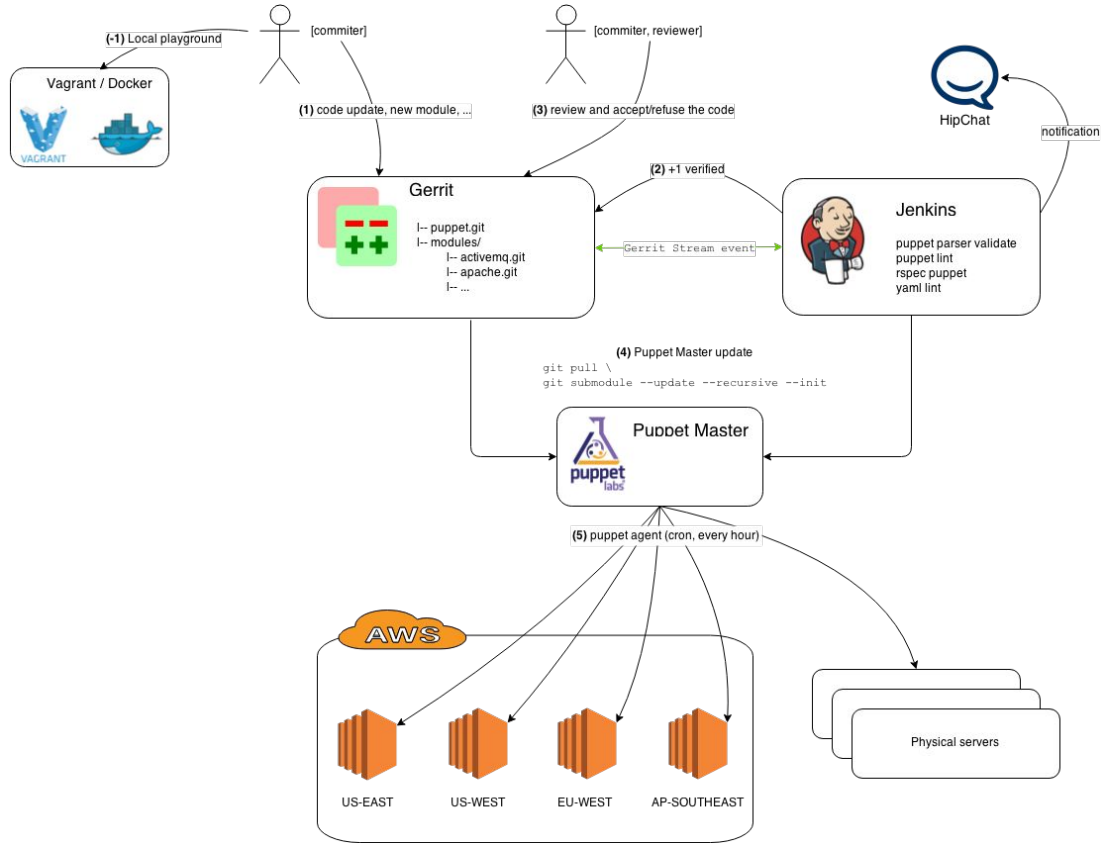 [commiter]
[commiter, reviewer]
(-1) Local playground
Vagrant / Docker
VAGRANT
(1) code update, new module, ...
(3) review and accept/refuse the code
HipChat
notification
(2) +1 verified
Gerrit
|-- puppet.git
|-- modules/
|-- activemq.git
|-- apache.git
|-- ...
Gerrit Stream event
Jenkins
puppet parser validate
puppet lint
rspec puppet
yaml lint
(4) Puppet Master update
git pull \
git submodule --update --recursive --init
Puppet Master
puppet
labs
(5) puppet agent (cron, every hour)
AWS
US-EAST
US-WEST
EU-WEST
AP-SOUTHEAST
Physical servers